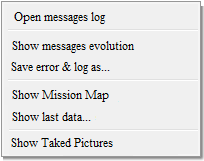 Open messages log
Show messages evolution
Save error & log as...
Show Mission Map
Show last data...
Show Taked Pictures